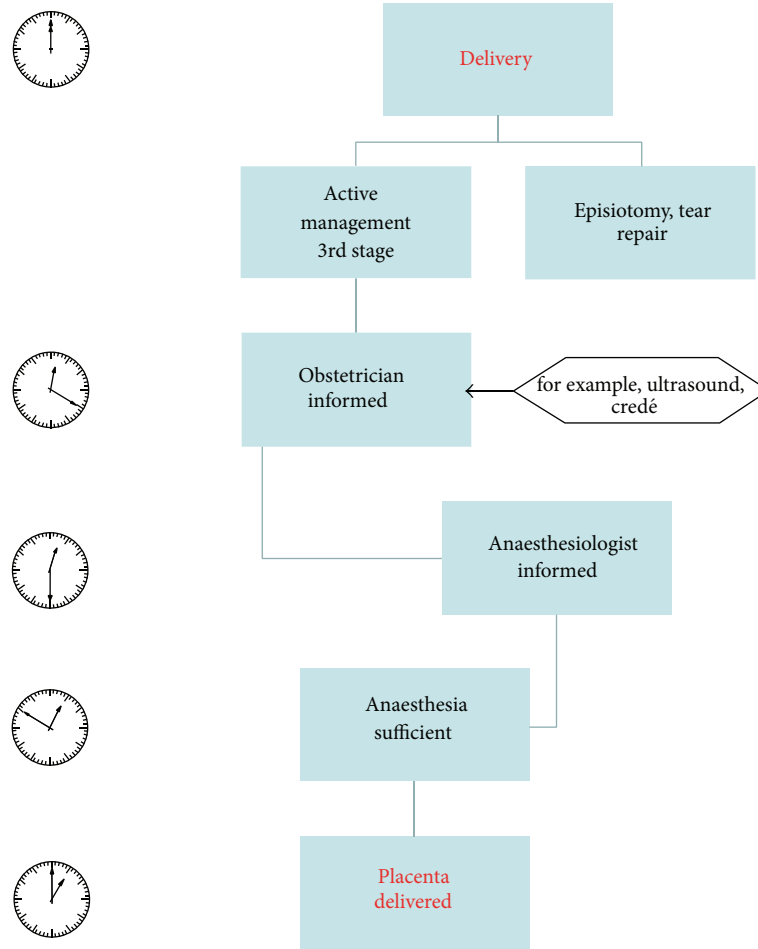 Delivery
Active
management
3rd stage
Episiotomy, tear
repair
Obstetrician
informed
for example, ultrasound,
credé
Anaesthesiologist
informed
Anaesthesia
sufficient
Placenta
delivered